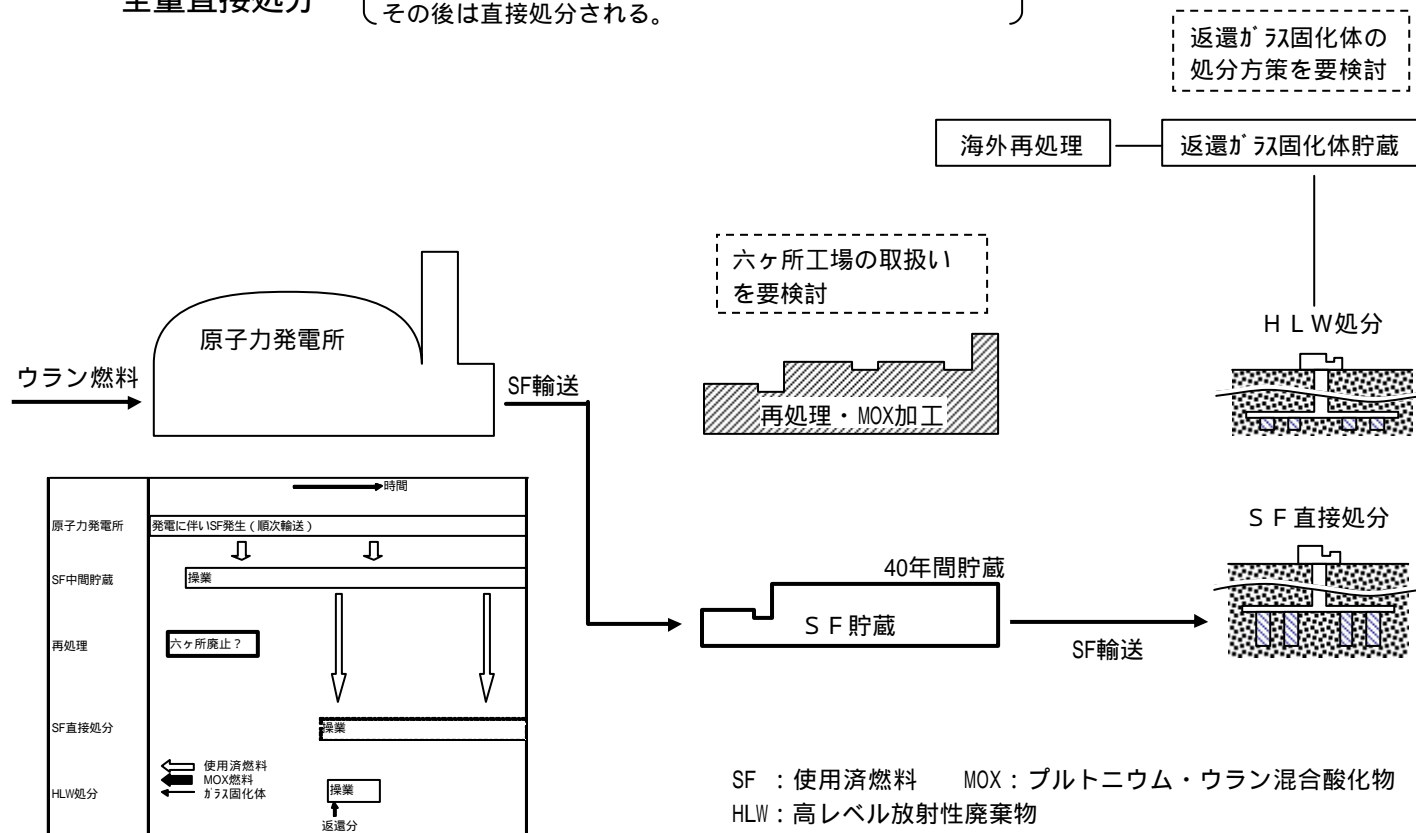 全量直接処分
その後は直接処分される。
返還ｶﾞﾗｽ固化体の
処分方策を要検討
海外再処理
返還ｶﾞﾗｽ固化体貯蔵
六ヶ所工場の取扱い
を要検討
ＨＬＷ処分
原子力発電所
ウラン燃料
SF輸送
再処理・MOX加工
ＳＦ直接処分
40年間貯蔵
ＳＦ貯蔵
SF輸送
時間
原子力発電所
発電に伴いSF発生（順次輸送）
SF中間貯蔵
操業
再処理
六ヶ所廃止？
SF直接処分
操業
使用済燃料
MOX燃料
ｶﾞﾗｽ固化体
HLW処分
操業
返還分
SF ：使用済燃料　　MOX：プルトニウム・ウラン混合酸化物
HLW：高レベル放射性廃棄物